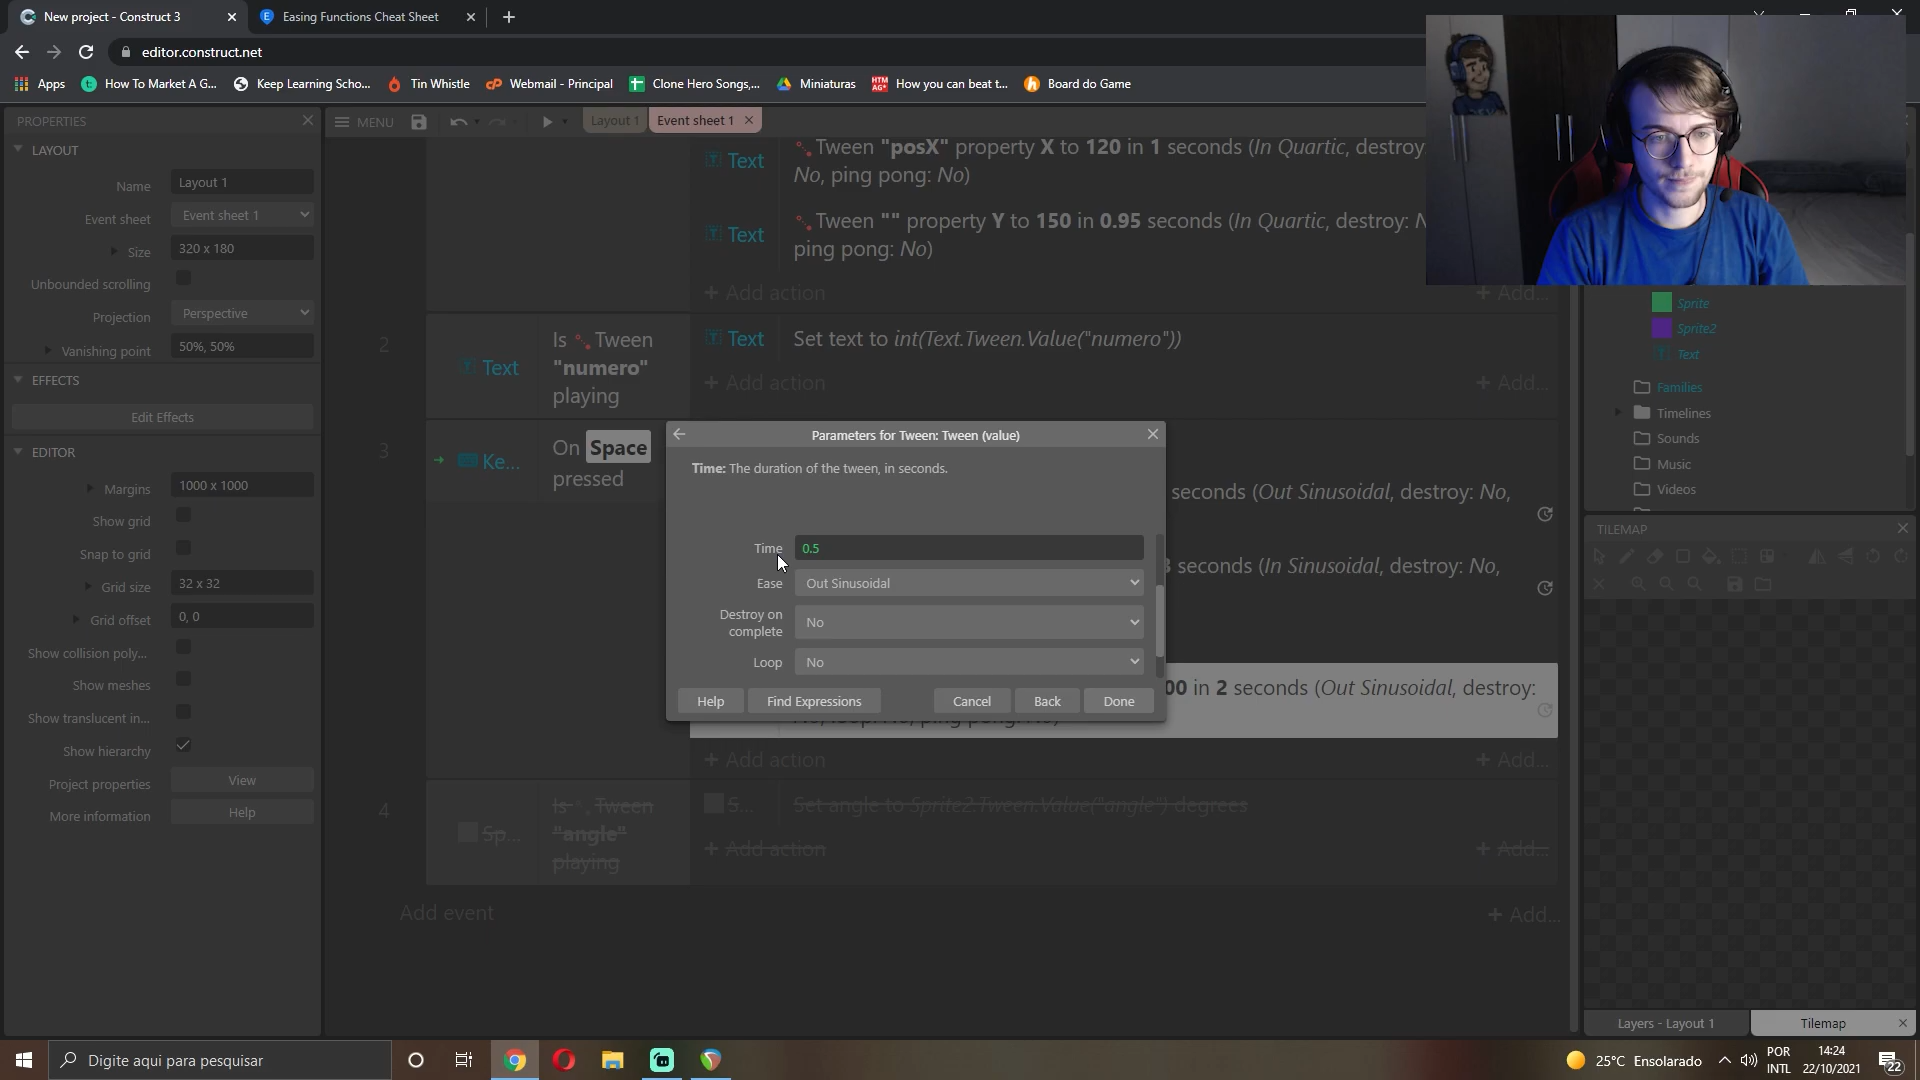 New project - Construct 3
Easing Functions Cheat Sheet
editor.construct.net
Apps
How To Market A G...
Keep Learning Scho...
Tin Whistle
Webmail - Principal
Clone Hero Songs,...
Miniaturas
How you can beat t...
Board do Game
PROPERTIES
MENU
Layout 1
Event sheet 1
LAYOUT
Name
Layout 1
Event sheet
Event sheet 1
Size
320 x 180
Unbounded scrolling
Projection
Perspective
Vanishing point
50%, 50%
EFFECTS
Edit Effects
EDITOR
Margins
1000 x 1000
Show grid
Snap to grid
Grid size
32 x 32
Grid offset
0, 0
Show collision poly...
Show meshes
Show translucent in...
Show hierarchy
Project properties
View
More information
Help
Text
Tween "posX" property X to 120 in 1 seconds (In Quartic, destroy:
No, ping pong: No)
Text
Tween "" property Y to 150 in 0.95 seconds (In Quartic, destroy: N
ping pong: No)
+ Add action
+ Add...
2
Text
Is Tween
"numero"
playing
Text
Set text to int(Text.Tween.Value("numero"))
+ Add action
+ Add...
3
Ke...
On Space
pressed
seconds (Out Sinusoidal, destroy: No,
seconds (In Sinusoidal, destroy: No,
00 in 2 seconds (Out Sinusoidal, destroy:
+ Add action
+ Add...
4
Sp...
Is Tween
"angle"
playing
S...
Set angle to Sprite2.Tween.Value("angle") degrees
+ Add action
+ Add...
Add event
+ Add...
Parameters for Tween: Tween (value)
Time: The duration of the tween, in seconds.
Time
0.5
Ease
Out Sinusoidal
Destroy on
complete
No
Loop
No
Help
Find Expressions
Cancel
Back
Done
Sprite
Sprite2
Text
Families
Timelines
Sounds
Music
Videos
TILEMAP
Layers - Layout 1
Tilemap
Digite aqui para pesquisar
25°C Ensolarado
POR
INTL
14:24
22/10/2021
22